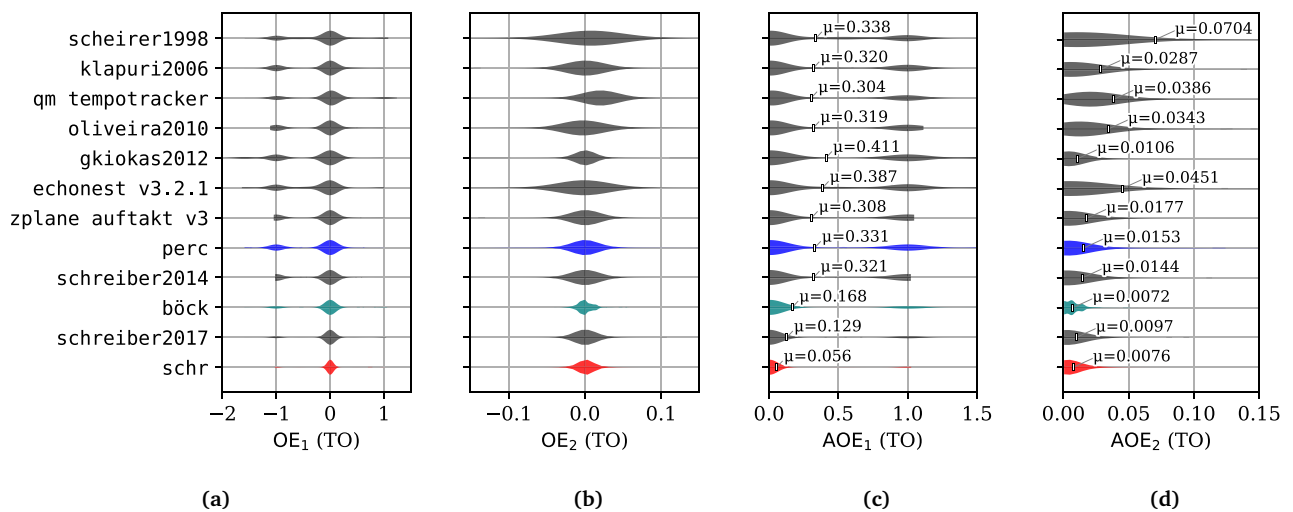 scheirer1998 μ=0.338 μ=0.0704
klapuri2006 μ=0.320 μ=0.0287
qm tempotracker μ=0.304 μ=0.0386
oliveira2010 μ=0.319 μ=0.0343
gkiokas2012 μ=0.411 μ=0.0106
echonest v3.2.1 μ=0.387 μ=0.0451
zplane auftakt v3 μ=0.308 μ=0.0177
perc μ=0.331 μ=0.0153
schreiber2014 μ=0.321 μ=0.0144
böck μ=0.168 μ=0.0072
schreiber2017 μ=0.129 μ=0.0097
schr μ=0.056 μ=0.0076
−2 −1 0 1 −0.1 0.0 0.1 0.0 0.5 1.0 1.5 0.00 0.05 0.10 0.15
OE₁ (TO) OE₂ (TO) AOE₁ (TO) AOE₂ (TO)
(a) (b) (c) (d)